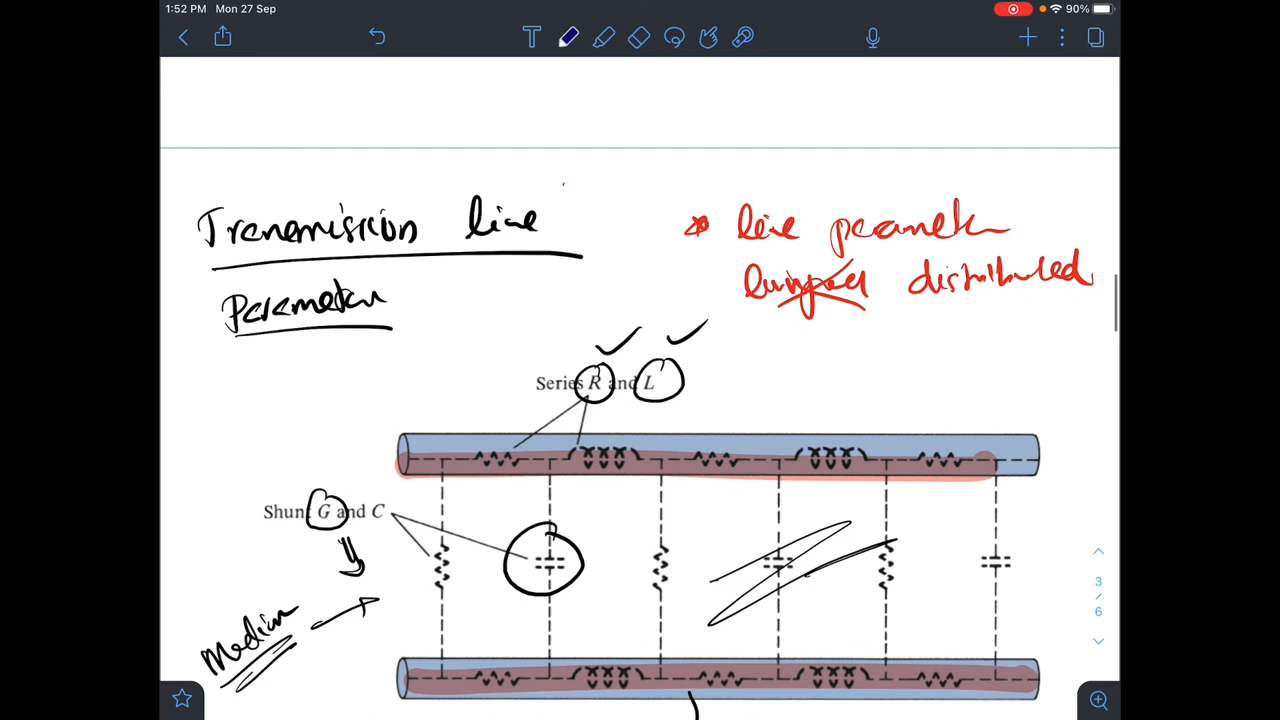 1:52 PM Mon 27 Sep
90%
T
Transmission line
Parameter
* line parameter
lumped distributed
Series R and L
Shunt G and C
Medium
3
/
6